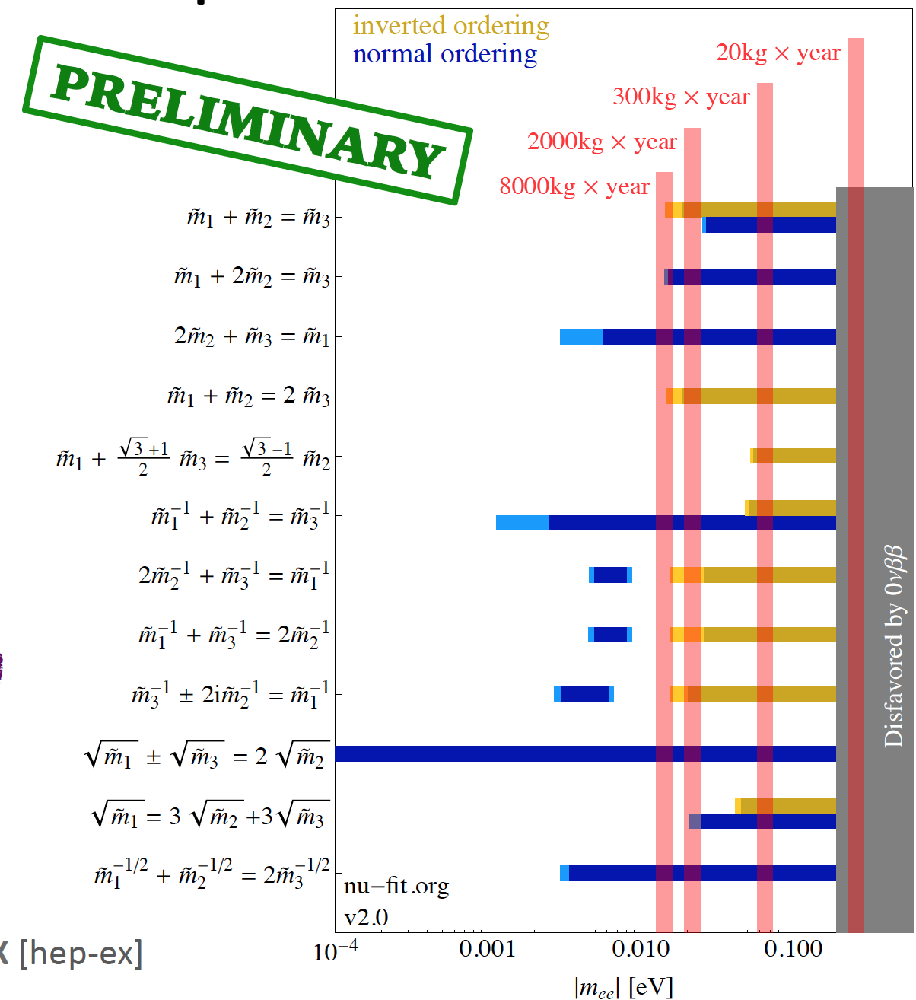 inverted ordering
normal ordering
PRELIMINARY
20kg × year
300kg × year
2000kg × year
8000kg × year
m̃₁ + m̃₂ = m̃₃
m̃₁ + 2m̃₂ = m̃₃
2m̃₂ + m̃₃ = m̃₁
m̃₁ + m̃₂ = 2 m̃₃
m̃₁ + (√3+1)/2 m̃₃ = (√3−1)/2 m̃₂
m̃₁⁻¹ + m̃₂⁻¹ = m̃₃⁻¹
2m̃₂⁻¹ + m̃₃⁻¹ = m̃₁⁻¹
m̃₁⁻¹ + m̃₃⁻¹ = 2m̃₂⁻¹
m̃₃⁻¹ ± 2im̃₂⁻¹ = m̃₁⁻¹
√m̃₁ ± √m̃₃ = 2 √m̃₂
√m̃₁ = 3 √m̃₂ +3√m̃₃
m̃₁^−1/2 + m̃₂^−1/2 = 2m̃₃^−1/2
Disfavored by 0νββ
nu−fit.org
v2.0
10⁻⁴ 0.001 0.010 0.100
|mₑₑ| [eV]
[hep-ex]